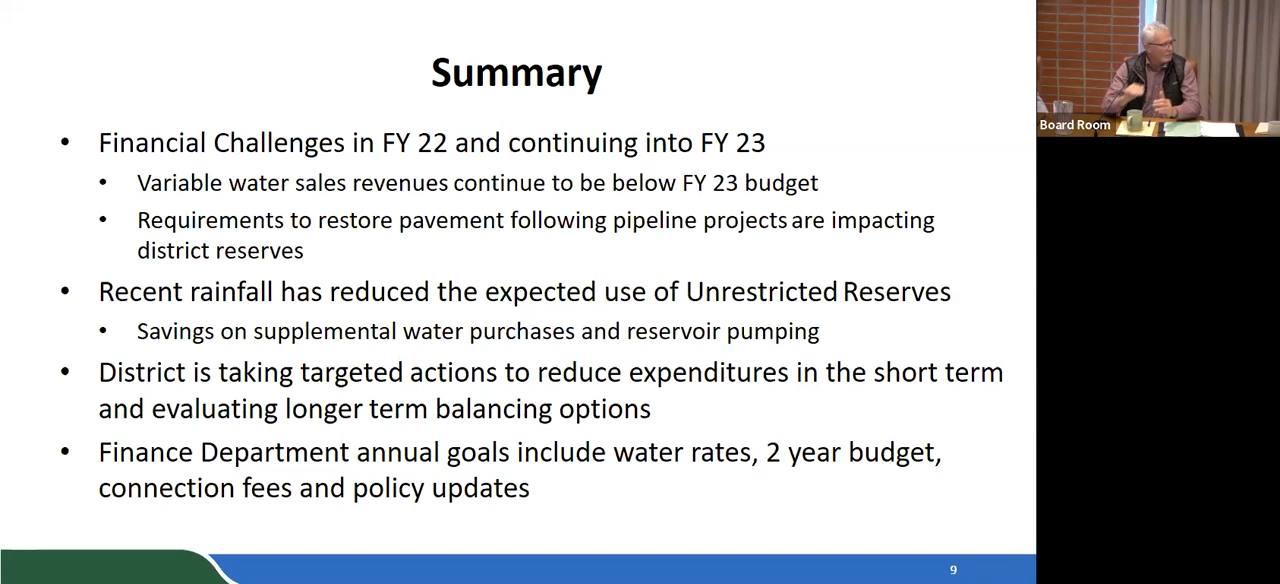 Summary
• Financial Challenges in FY 22 and continuing into FY 23
• Variable water sales revenues continue to be below FY 23 budget
• Requirements to restore pavement following pipeline projects are impacting
district reserves
• Recent rainfall has reduced the expected use of Unrestricted Reserves
• Savings on supplemental water purchases and reservoir pumping
• District is taking targeted actions to reduce expenditures in the short term
and evaluating longer term balancing options
• Finance Department annual goals include water rates, 2 year budget,
connection fees and policy updates
9
Board Room